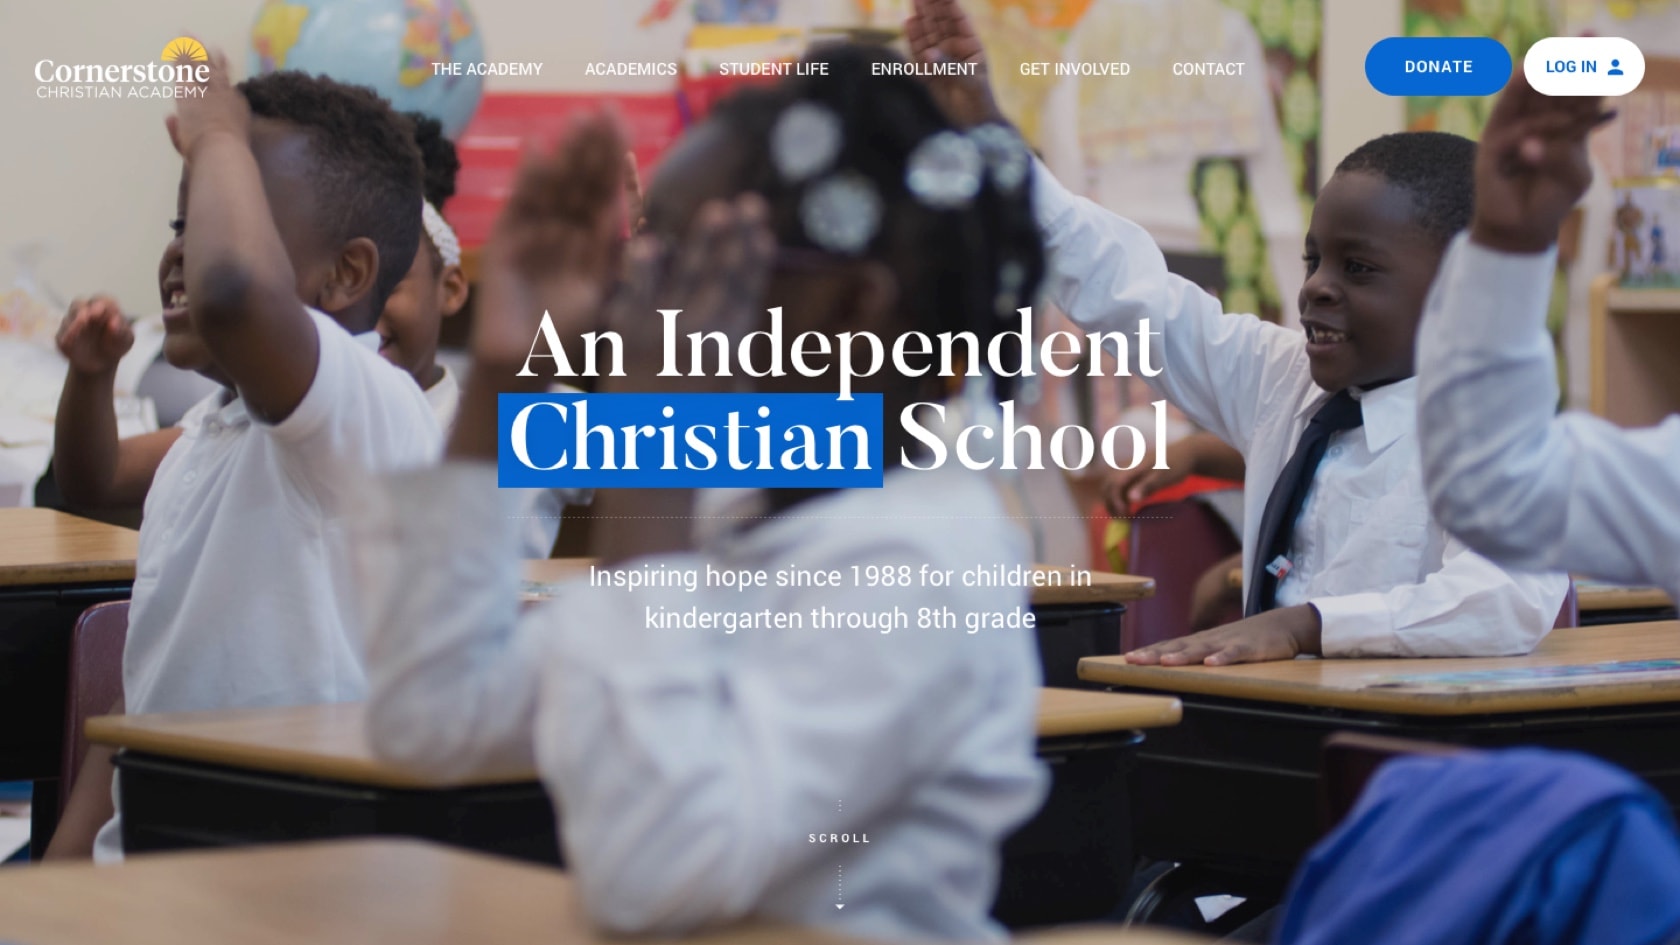 Cornerstone
CHRISTIAN ACADEMY
THE ACADEMY
ACADEMICS
STUDENT LIFE
ENROLLMENT
GET INVOLVED
CONTACT
DONATE
LOG IN
An Independent
Christian School
Inspiring hope since 1988 for children in
kindergarten through 8th grade
SCROLL